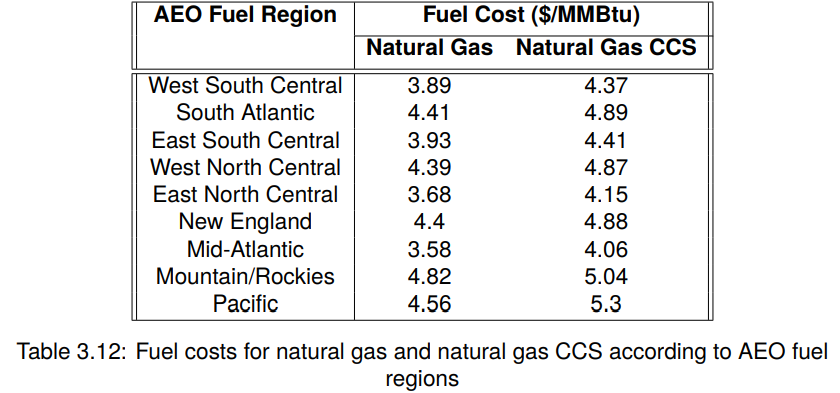 AEO Fuel Region Fuel Cost ($/MMBtu)
Natural Gas Natural Gas CCS
West South Central 3.89 4.37
South Atlantic 4.41 4.89
East South Central 3.93 4.41
West North Central 4.39 4.87
East North Central 3.68 4.15
New England 4.4 4.88
Mid-Atlantic 3.58 4.06
Mountain/Rockies 4.82 5.04
Pacific 4.56 5.3
Table 3.12: Fuel costs for natural gas and natural gas CCS according to AEO fuel
regions